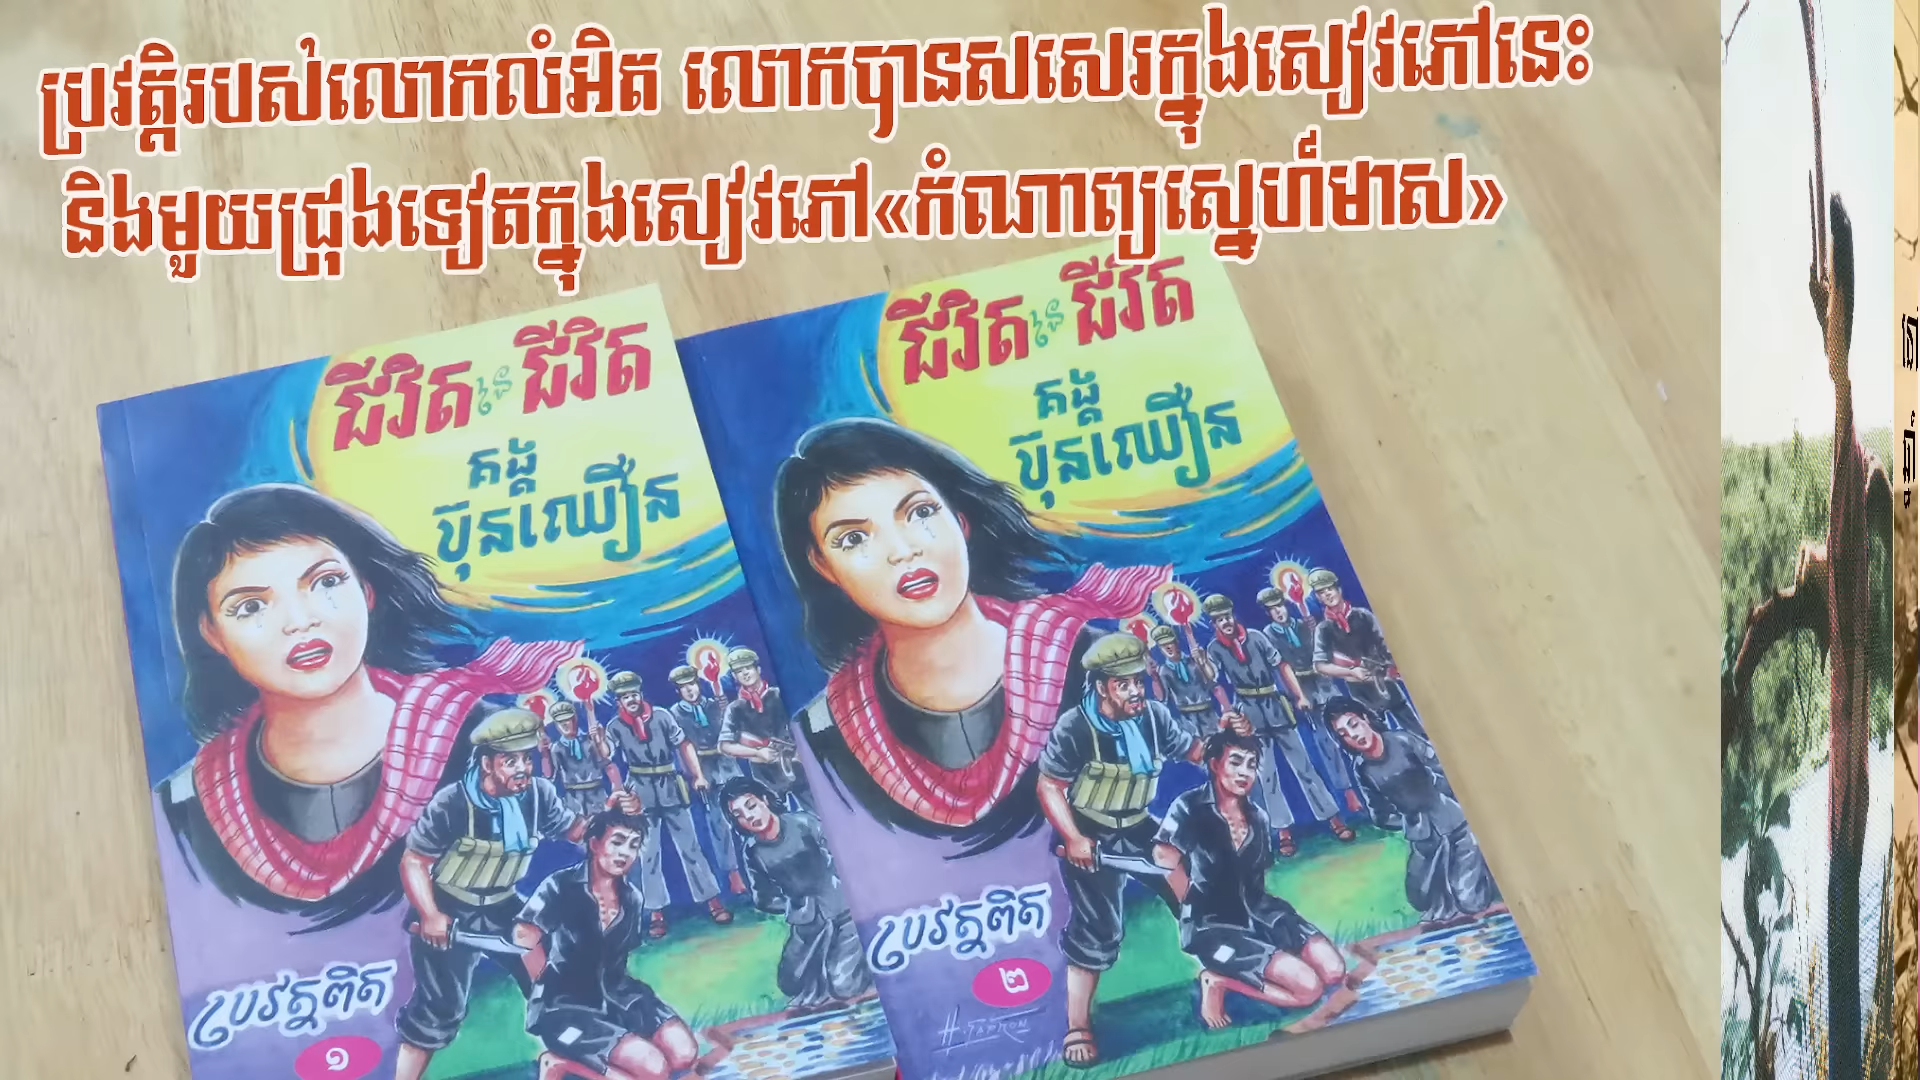 ប្រវត្តិរបស់លោកលំអិត លោកបានសសេរក្នុងសៀវភៅនេះ
និងមួយជ្រុងទៀតក្នុងសៀវភៅ«កំណាព្យស្នេហ៍មាស»
ជីវិតនៃជីវិត
គង្គ
ប៊ុនឈឿន
ប្រវត្តពិត
១
ជីវិតនៃជីវិត
គង្គ
ប៊ុនឈឿន
ប្រវត្តពិត
២